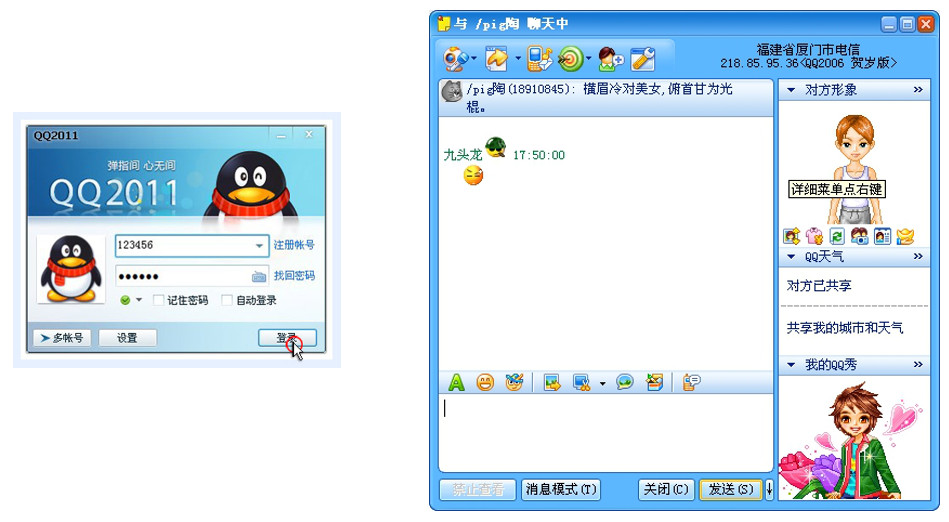 QQ2011
弹指间 心无间
QQ2011
123456
注册帐号
找回密码
记住密码
自动登录
多帐号
设置
登录
与 /pig陶 聊天中
福建省厦门市电信
218.85.95.36<QQ2006 贺岁版>
/pig陶(18910845): 横眉冷对美女,俯首甘为光
棍。
九头龙 17:50:00
对方形象
详细菜单点右键
QQ天气
对方已共享
共享我的城市和天气
我的QQ秀
禁止查看
消息模式(T)
关闭(C)
发送(S)